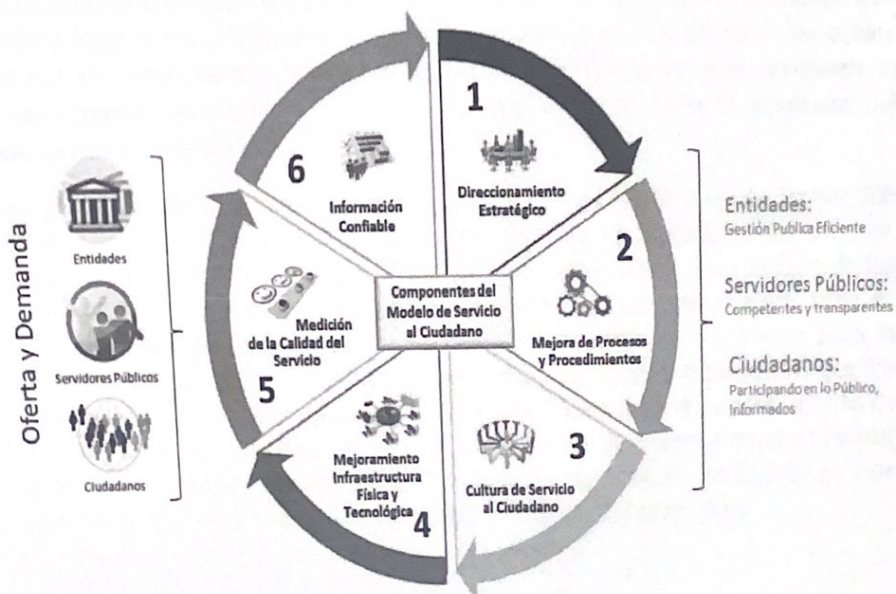 Oferta y Demanda
Entidades
Servidores Públicos
Ciudadanos
1
Direccionamiento
Estratégico
2
Mejora de Procesos
y Procedimientos
3
Cultura de Servicio
al Ciudadano
Mejoramiento
Infraestructura
Física y
Tecnológica
4
Medición
de la Calidad del
Servicio
5
6
Información
Confiable
Componentes del
Modelo de Servicio
al Ciudadano
Entidades:
Gestión Publica Eficiente
Servidores Públicos:
Competentes y transparentes
Ciudadanos:
Participando en lo Público,
Informados